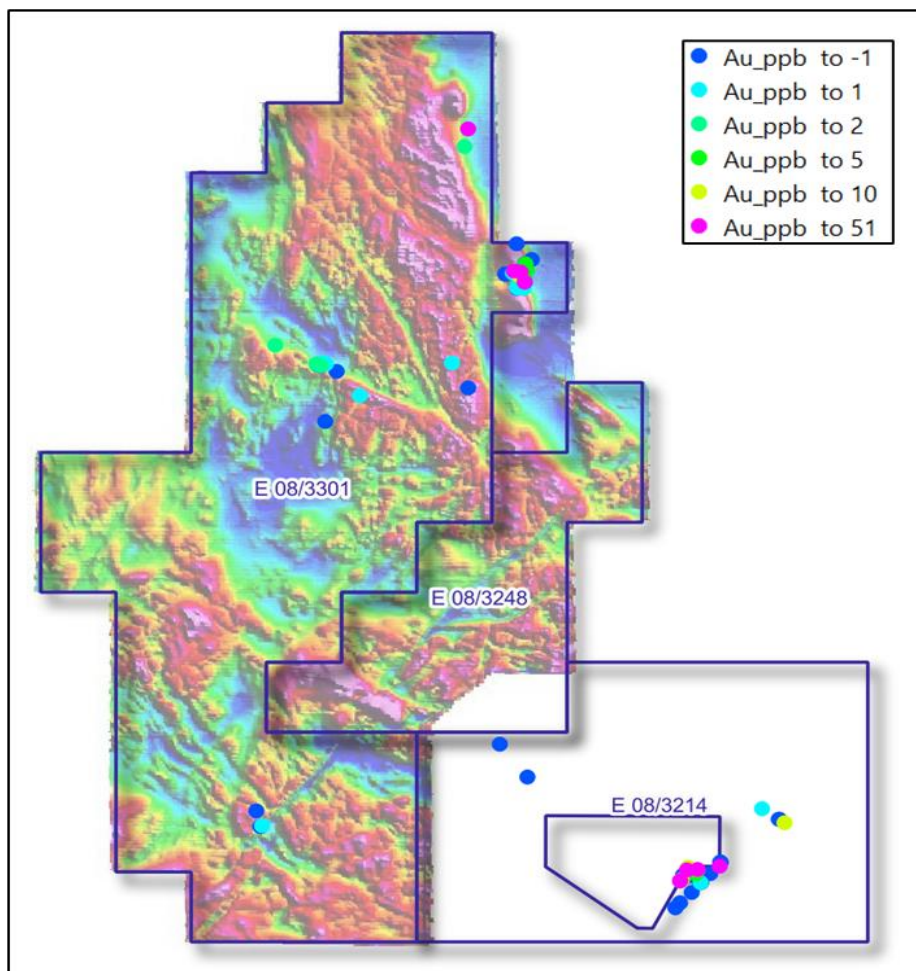 Au_ppb to -1
Au_ppb to 1
Au_ppb to 2
Au_ppb to 5
Au_ppb to 10
Au_ppb to 51
E 08/3301
E 08/3248
E 08/3214